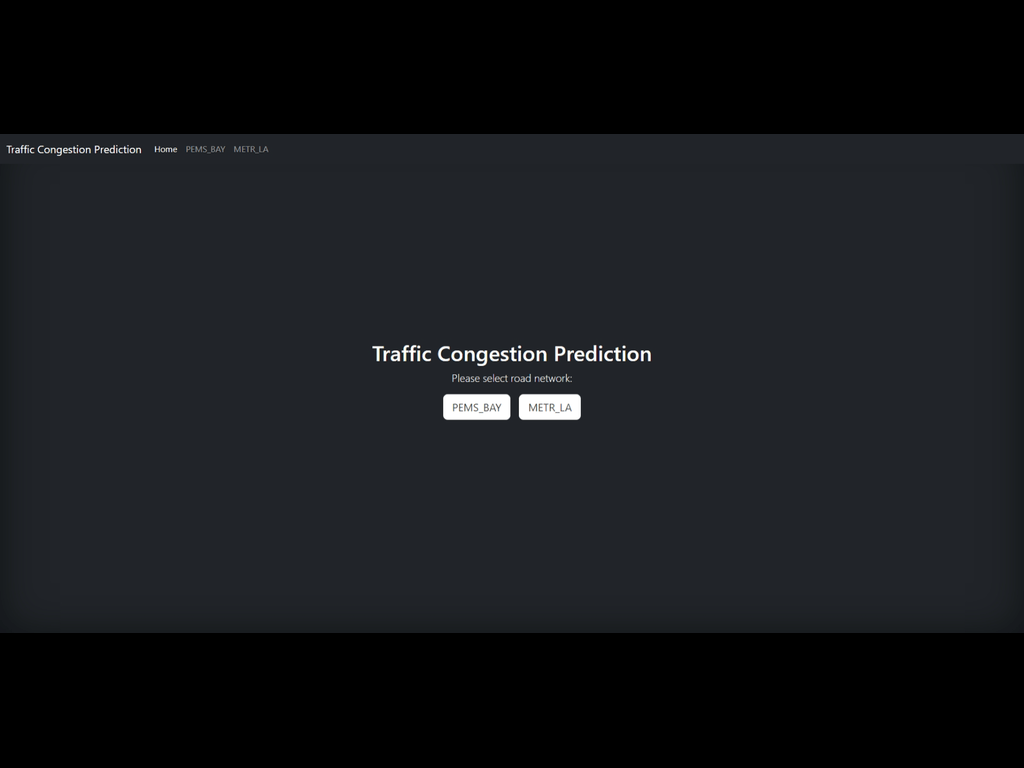 Traffic Congestion Prediction Home PEMS_BAY METR_LA
Traffic Congestion Prediction
Please select road network:
PEMS_BAY METR_LA